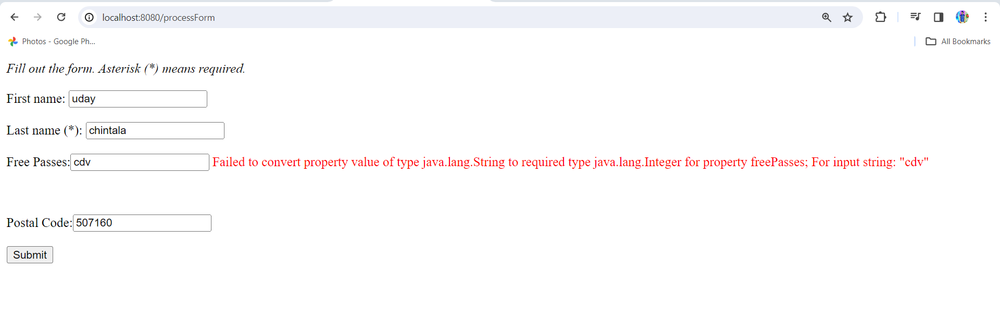 localhost:8080/processForm
Photos - Google Ph...
All Bookmarks
Fill out the form. Asterisk (*) means required.
First name: uday
Last name (*): chintala
Free Passes: cdv Failed to convert property value of type java.lang.String to required type java.lang.Integer for property freePasses; For input string: "cdv"
Postal Code: 507160
Submit